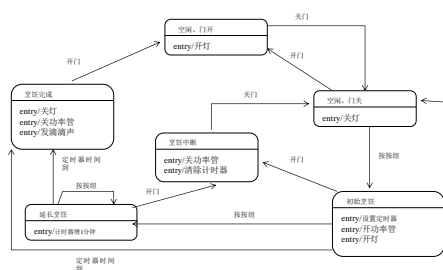 空闲、门开
entry/开灯
关门
开门
开门
烹饪完成
entry/关灯
entry/关功率管
entry/发滴滴声
空闲、门关
entry/关灯
关门
烹饪中断
entry/关功率管
entry/清除计时器
定时器时间
到
按按组
开门
按按组
开门
延长烹饪
entry/计时器增1分钟
按按组
初始烹饪
entry/设置定时器
entry/开功率管
entry/开灯
定时器时间
到